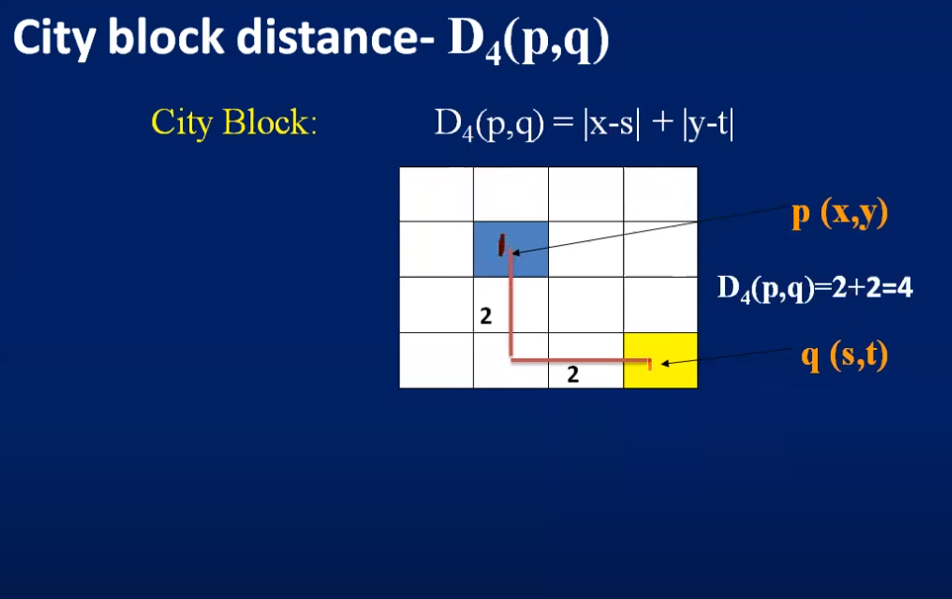 City block distance- D₄(p,q)
City Block: D₄(p,q) = |x-s| + |y-t|
p (x,y)
D₄(p,q)=2+2=4
2
q (s,t)
2